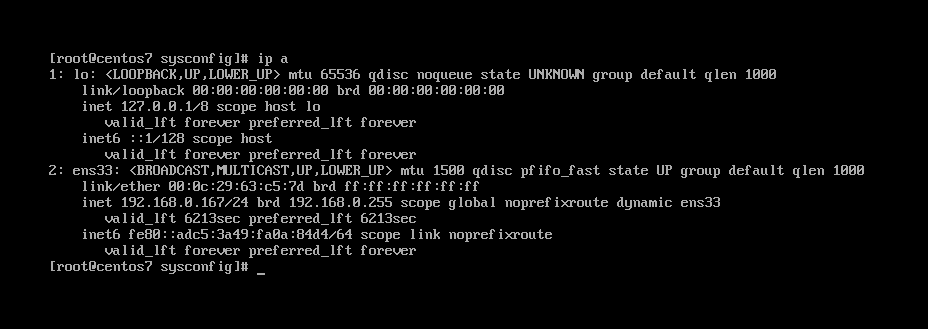 [root@centos7 sysconfig]# ip a
1: lo: <LOOPBACK,UP,LOWER_UP> mtu 65536 qdisc noqueue state UNKNOWN group default qlen 1000
    link/loopback 00:00:00:00:00:00 brd 00:00:00:00:00:00
    inet 127.0.0.1/8 scope host lo
       valid_lft forever preferred_lft forever
    inet6 ::1/128 scope host
       valid_lft forever preferred_lft forever
2: ens33: <BROADCAST,MULTICAST,UP,LOWER_UP> mtu 1500 qdisc pfifo_fast state UP group default qlen 1000
    link/ether 00:0c:29:63:c5:7d brd ff:ff:ff:ff:ff:ff
    inet 192.168.0.167/24 brd 192.168.0.255 scope global noprefixroute dynamic ens33
       valid_lft 6213sec preferred_lft 6213sec
    inet6 fe80::adc5:3a49:fa0a:84d4/64 scope link noprefixroute
       valid_lft forever preferred_lft forever
[root@centos7 sysconfig]# _